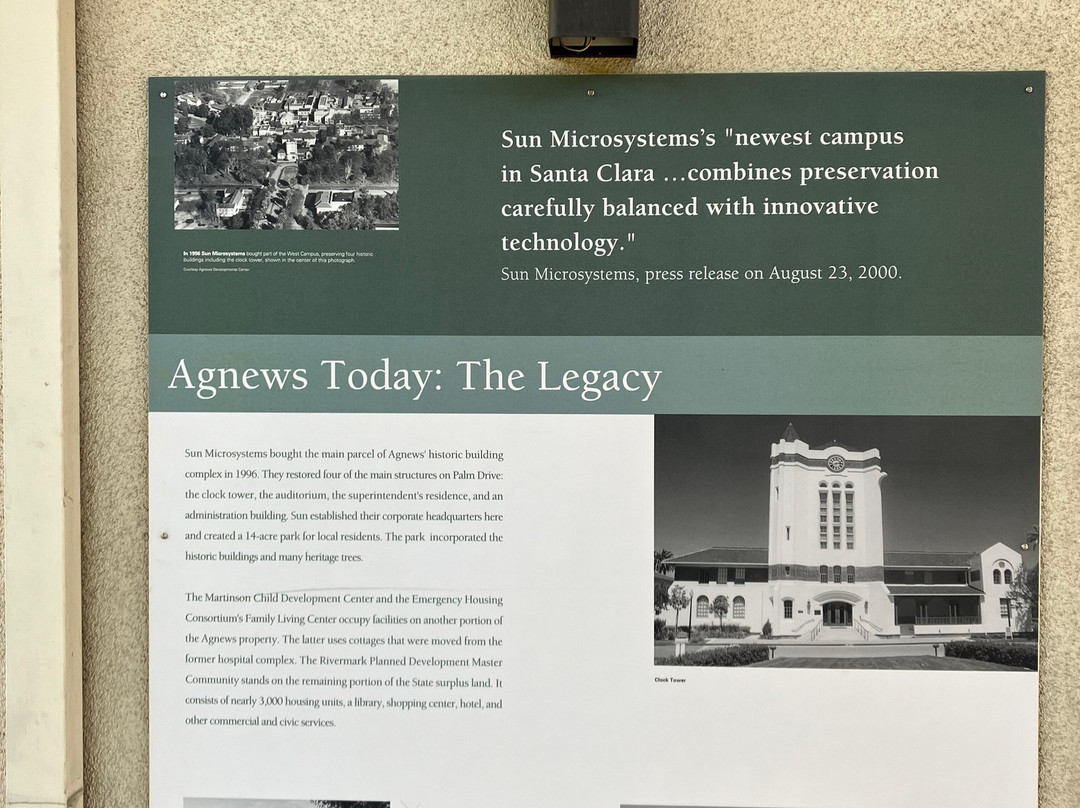 Sun Microsystems's "newest campus
in Santa Clara ...combines preservation
carefully balanced with innovative
technology."
Sun Microsystems, press release on August 23, 2000.
In 1996 Sun Microsystems bought part of the West Campus, preserving four historic
buildings including the clock tower, shown in the center of this photograph.
Courtesy Agnews Developmental Center
Agnews Today: The Legacy
Sun Microsystems bought the main parcel of Agnews' historic building
complex in 1996. They restored four of the main structures on Palm Drive:
the clock tower, the auditorium, the superintendent's residence, and an
administration building. Sun established their corporate headquarters here
and created a 14-acre park for local residents. The park incorporated the
historic buildings and many heritage trees.
The Martinson Child Development Center and the Emergency Housing
Consortium's Family Living Center occupy facilities on another portion of
the Agnews property. The latter uses cottages that were moved from the
former hospital complex. The Rivermark Planned Development Master
Community stands on the remaining portion of the State surplus land. It
consists of nearly 3,000 housing units, a library, shopping center, hotel, and
other commercial and civic services.
Clock Tower